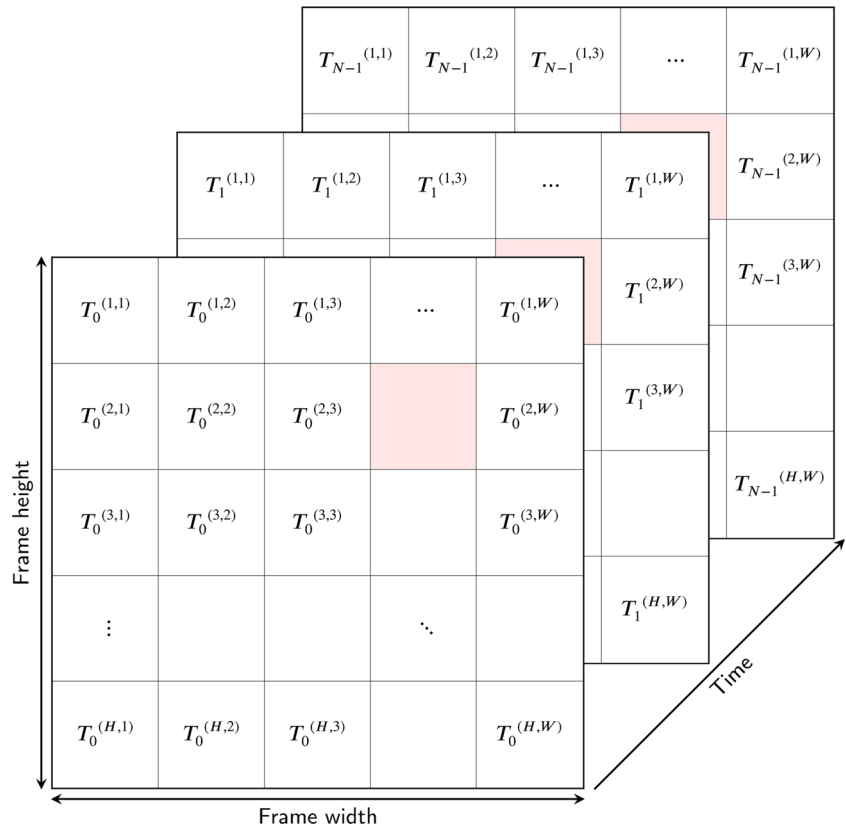 T_{N−1}^{(1,1)} T_{N−1}^{(1,2)} T_{N−1}^{(1,3)} ... T_{N−1}^{(1,W)}
T_{N−1}^{(2,W)}
T_{N−1}^{(3,W)}
T_{N−1}^{(H,W)}
T_1^{(1,1)} T_1^{(1,2)} T_1^{(1,3)} ... T_1^{(1,W)}
T_1^{(2,W)}
T_1^{(3,W)}
T_1^{(H,W)}
T_0^{(1,1)} T_0^{(1,2)} T_0^{(1,3)} ... T_0^{(1,W)}
T_0^{(2,1)} T_0^{(2,2)} T_0^{(2,3)} T_0^{(2,W)}
T_0^{(3,1)} T_0^{(3,2)} T_0^{(3,3)} T_0^{(3,W)}
⋮ ⋱
T_0^{(H,1)} T_0^{(H,2)} T_0^{(H,3)} T_0^{(H,W)}
Frame height
Frame width
Time